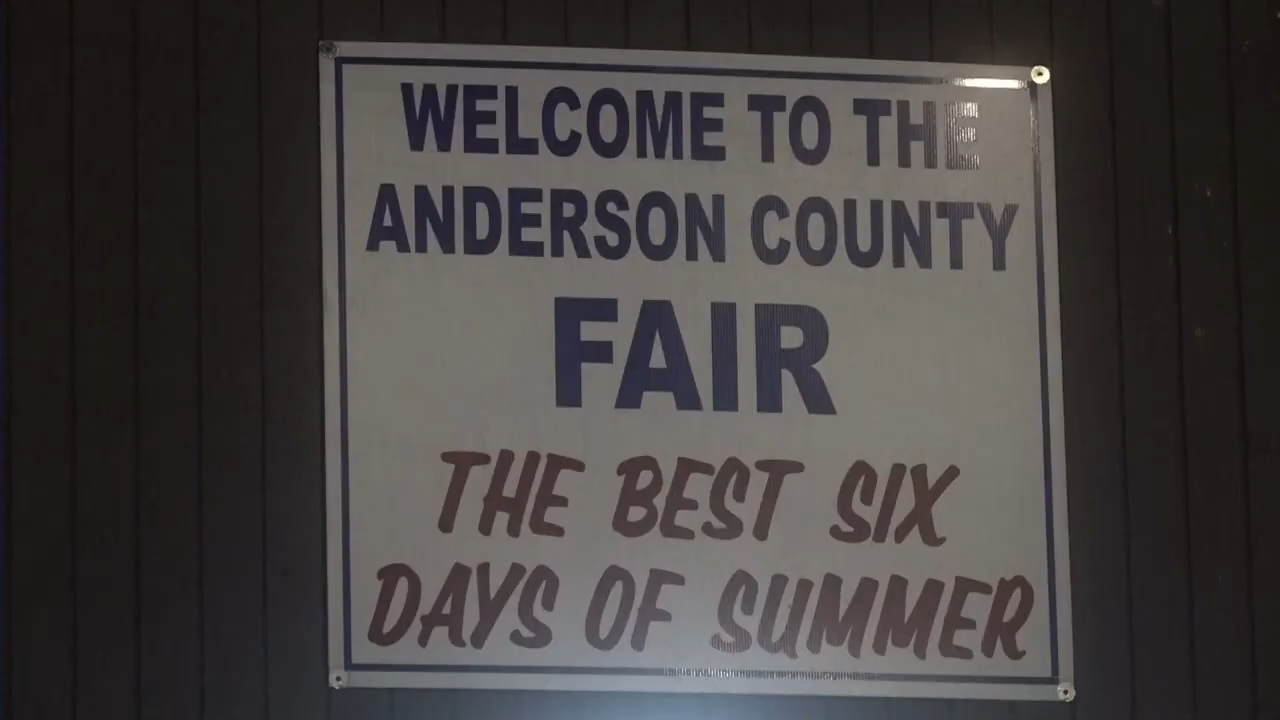 WELCOME TO THE
ANDERSON COUNTY
FAIR
THE BEST SIX
DAYS OF SUMMER